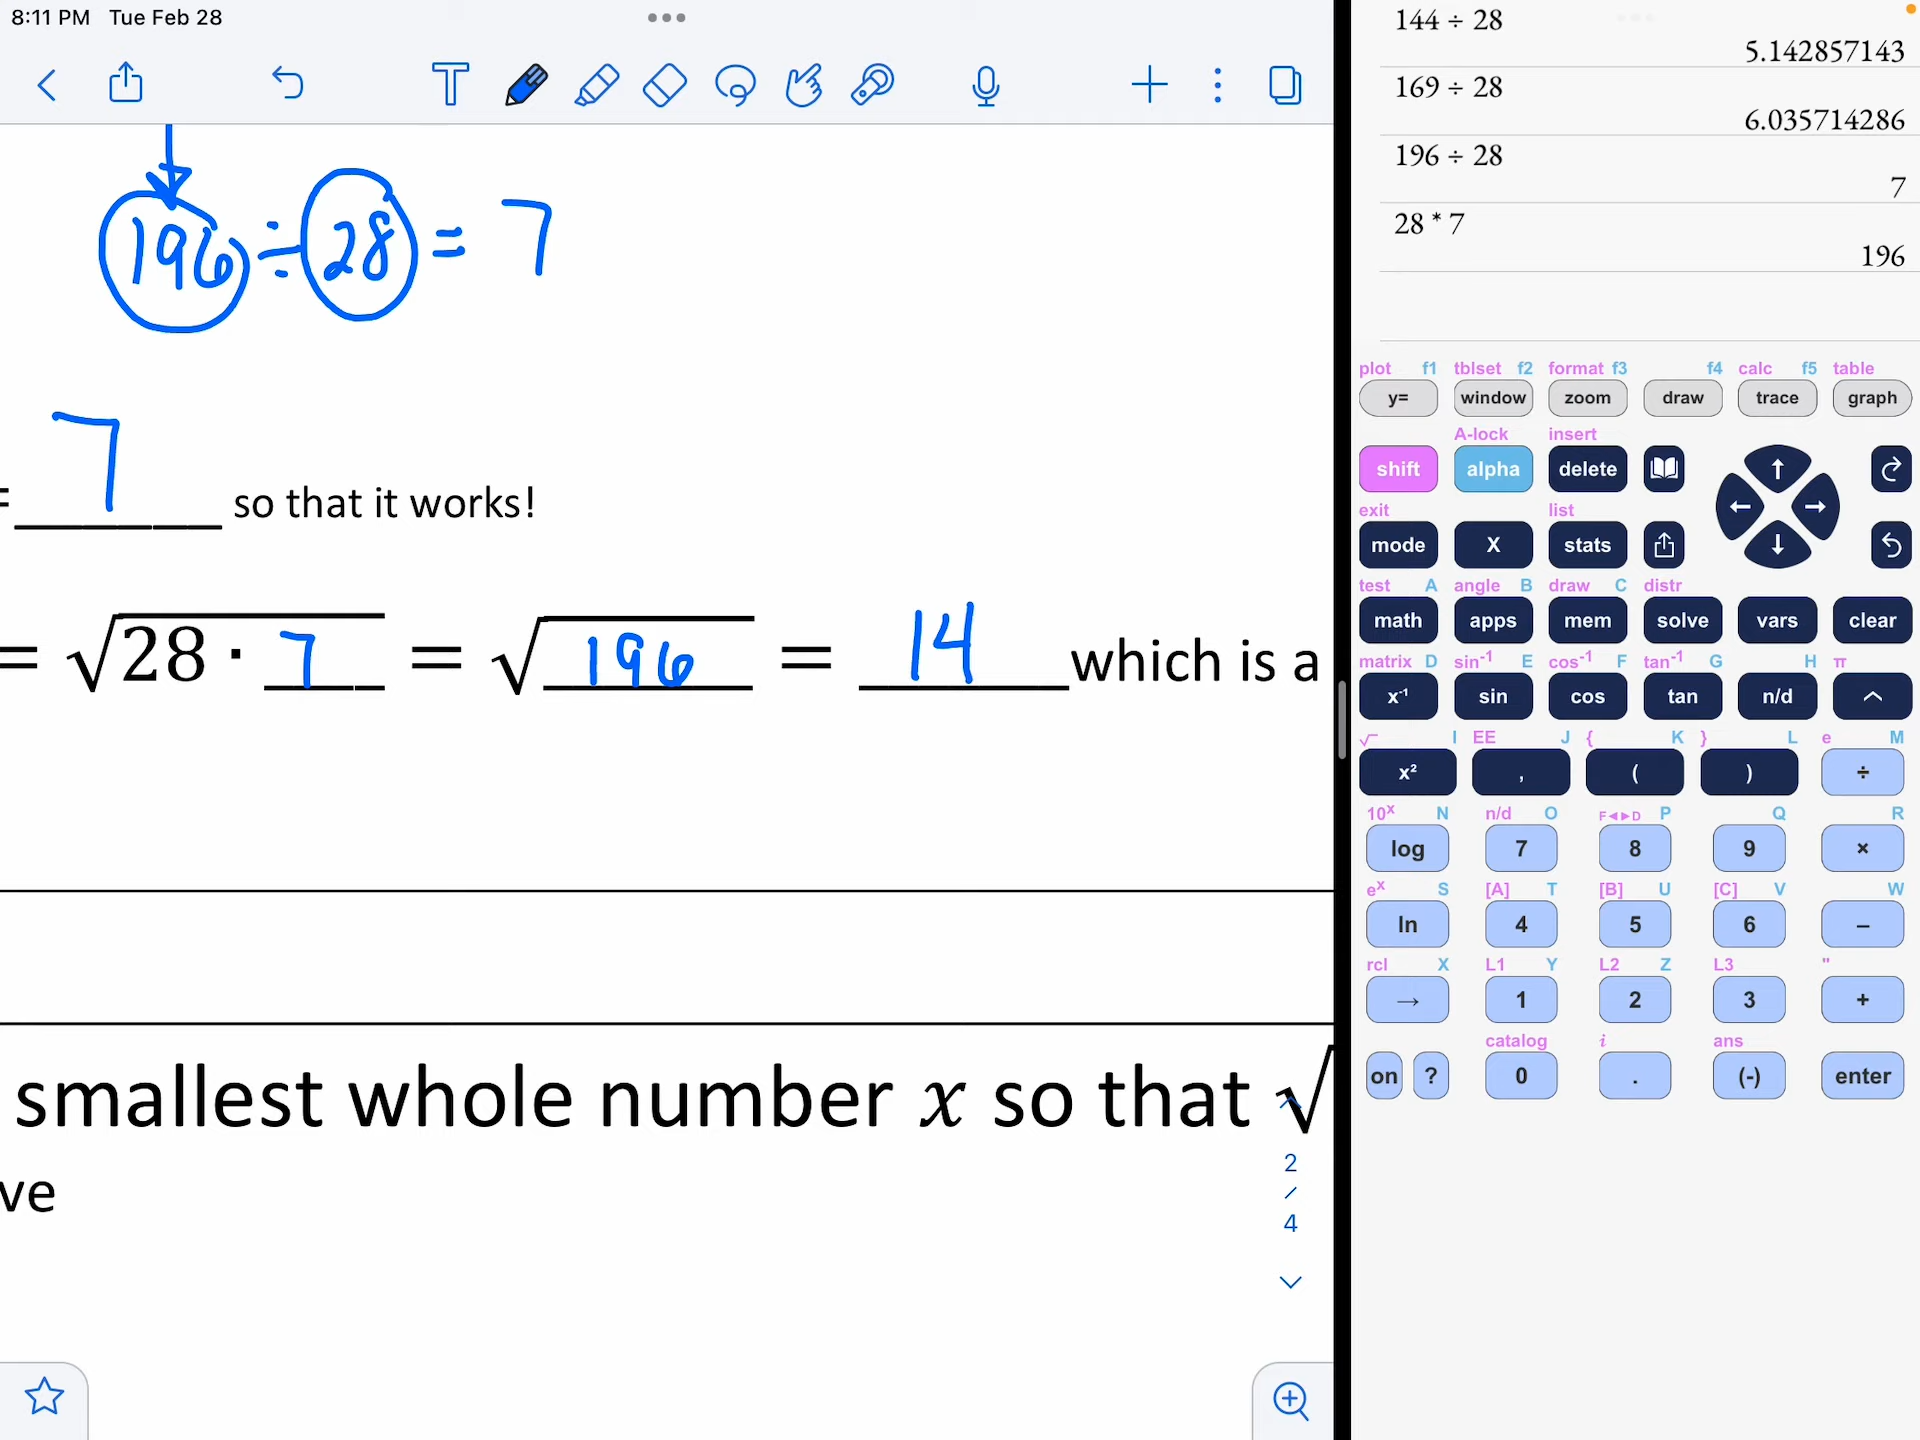 8:11 PM Tue Feb 28
196 ÷ 28 = 7
= 7 so that it works!
= √28 · 7 = √196 = 14 which is a
smallest whole number x so that √
ve
2
/
4
144 ÷ 28
5.142857143
169 ÷ 28
6.035714286
196 ÷ 28
7
28 * 7
196
plot f1 tblset f2 format f3 f4 calc f5 table
y= window zoom draw trace graph
A-lock insert
shift alpha delete
exit list
mode X stats
test A angle B draw C distr
math apps mem solve vars clear
matrix D sin⁻¹ E cos⁻¹ F tan⁻¹ G H π
x⁻¹ sin cos tan n/d ^
√ I EE J { K } L e M
x² , ( ) ÷
10ˣ N n/d O F◄►D P Q R
log 7 8 9 ×
eˣ S [A] T [B] U [C] V W
ln 4 5 6 −
rcl X L1 Y L2 Z L3 "
→ 1 2 3 +
catalog i ans
on ? 0 . (-) enter